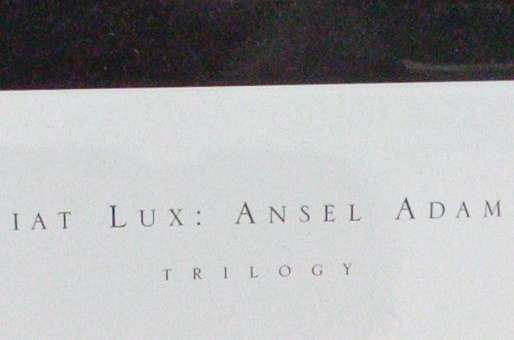 IAT LUX: ANSEL ADAM
TRILOGY